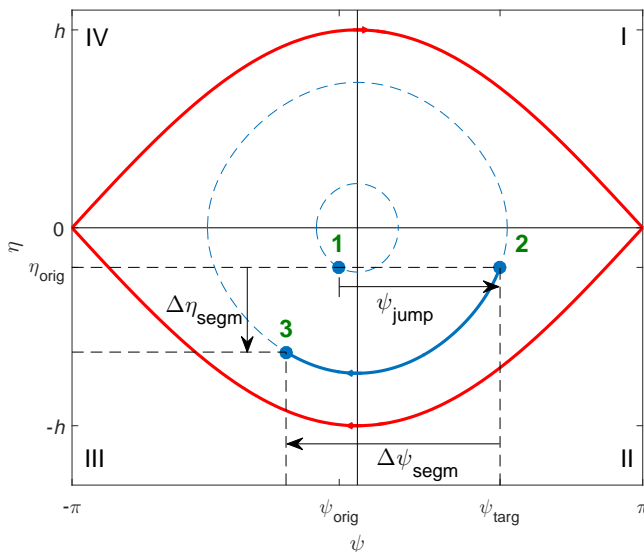 h
IV
I
1
2
0
η
η_orig
ψ_jump
Δη_segm
3
-h
III
II
Δψ_segm
-π
ψ_orig
ψ_targ
π
ψ